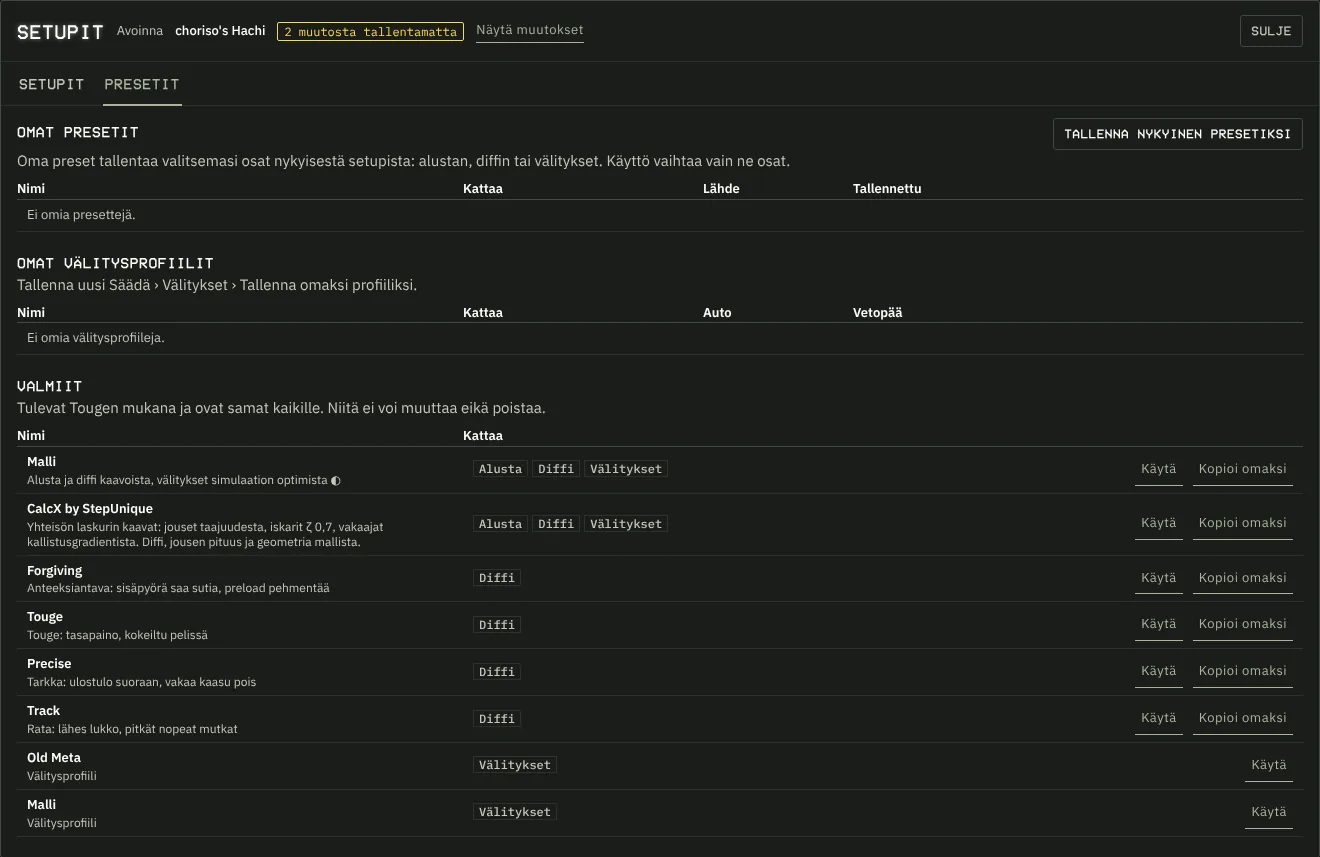 SETUPIT Avoinna choriso's Hachi 2 muutosta tallentamatta Näytä muutokset SULJE
SETUPIT PRESETIT
OMAT PRESETIT TALLENNA NYKYINEN PRESETIKSI
Oma preset tallentaa valitsemasi osat nykyisestä setupista: alustan, diffin tai välitykset. Käyttö vaihtaa vain ne osat.
Nimi Kattaa Lähde Tallennettu
Ei omia presettejä.
OMAT VÄLITYSPROFIILIT
Tallenna uusi Säädä › Välitykset › Tallenna omaksi profiiliksi.
Nimi Kattaa Auto Vetopää
Ei omia välitysprofiileja.
VALMIIT
Tulevat Tougen mukana ja ovat samat kaikille. Niitä ei voi muuttaa eikä poistaa.
Nimi Kattaa
Malli
Alusta ja diffi kaavoista, välitykset simulaation optimista ◐
Alusta Diffi Välitykset Käytä Kopioi omaksi
CalcX by StepUnique
Yhteisön laskurin kaavat: jouset taajuudesta, iskarit ζ 0,7, vakaajat
kallistusgradientista. Diffi, jousen pituus ja geometria mallista.
Alusta Diffi Välitykset Käytä Kopioi omaksi
Forgiving
Anteeksiantava: sisäpyörä saa sutia, preload pehmentää
Diffi Käytä Kopioi omaksi
Touge
Touge: tasapaino, kokeiltu pelissä
Diffi Käytä Kopioi omaksi
Precise
Tarkka: ulostulo suoraan, vakaa kaasu pois
Diffi Käytä Kopioi omaksi
Track
Rata: lähes lukko, pitkät nopeat mutkat
Diffi Käytä Kopioi omaksi
Old Meta
Välitysprofiili
Välitykset Käytä
Malli
Välitysprofiili
Välitykset Käytä